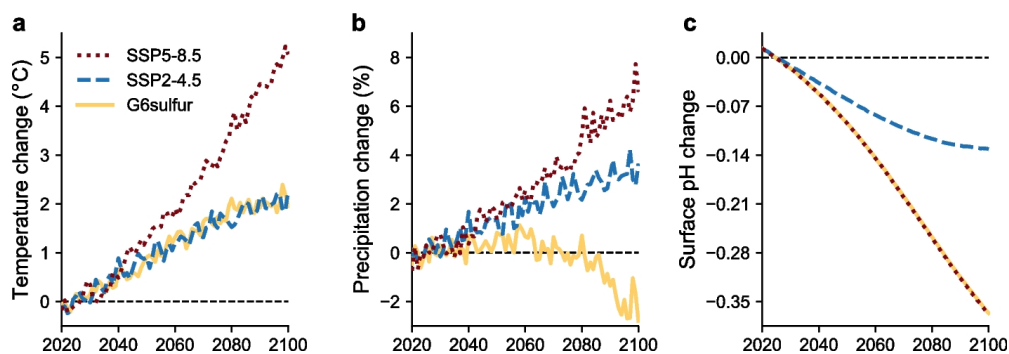 a
Temperature change (°C)
5
4
3
2
1
0
2020 2040 2060 2080 2100
SSP5-8.5
SSP2-4.5
G6sulfur
b
Precipitation change (%)
8
6
4
2
0
−2
2020 2040 2060 2080 2100
c
Surface pH change
0.00
−0.07
−0.14
−0.21
−0.28
−0.35
2020 2040 2060 2080 2100